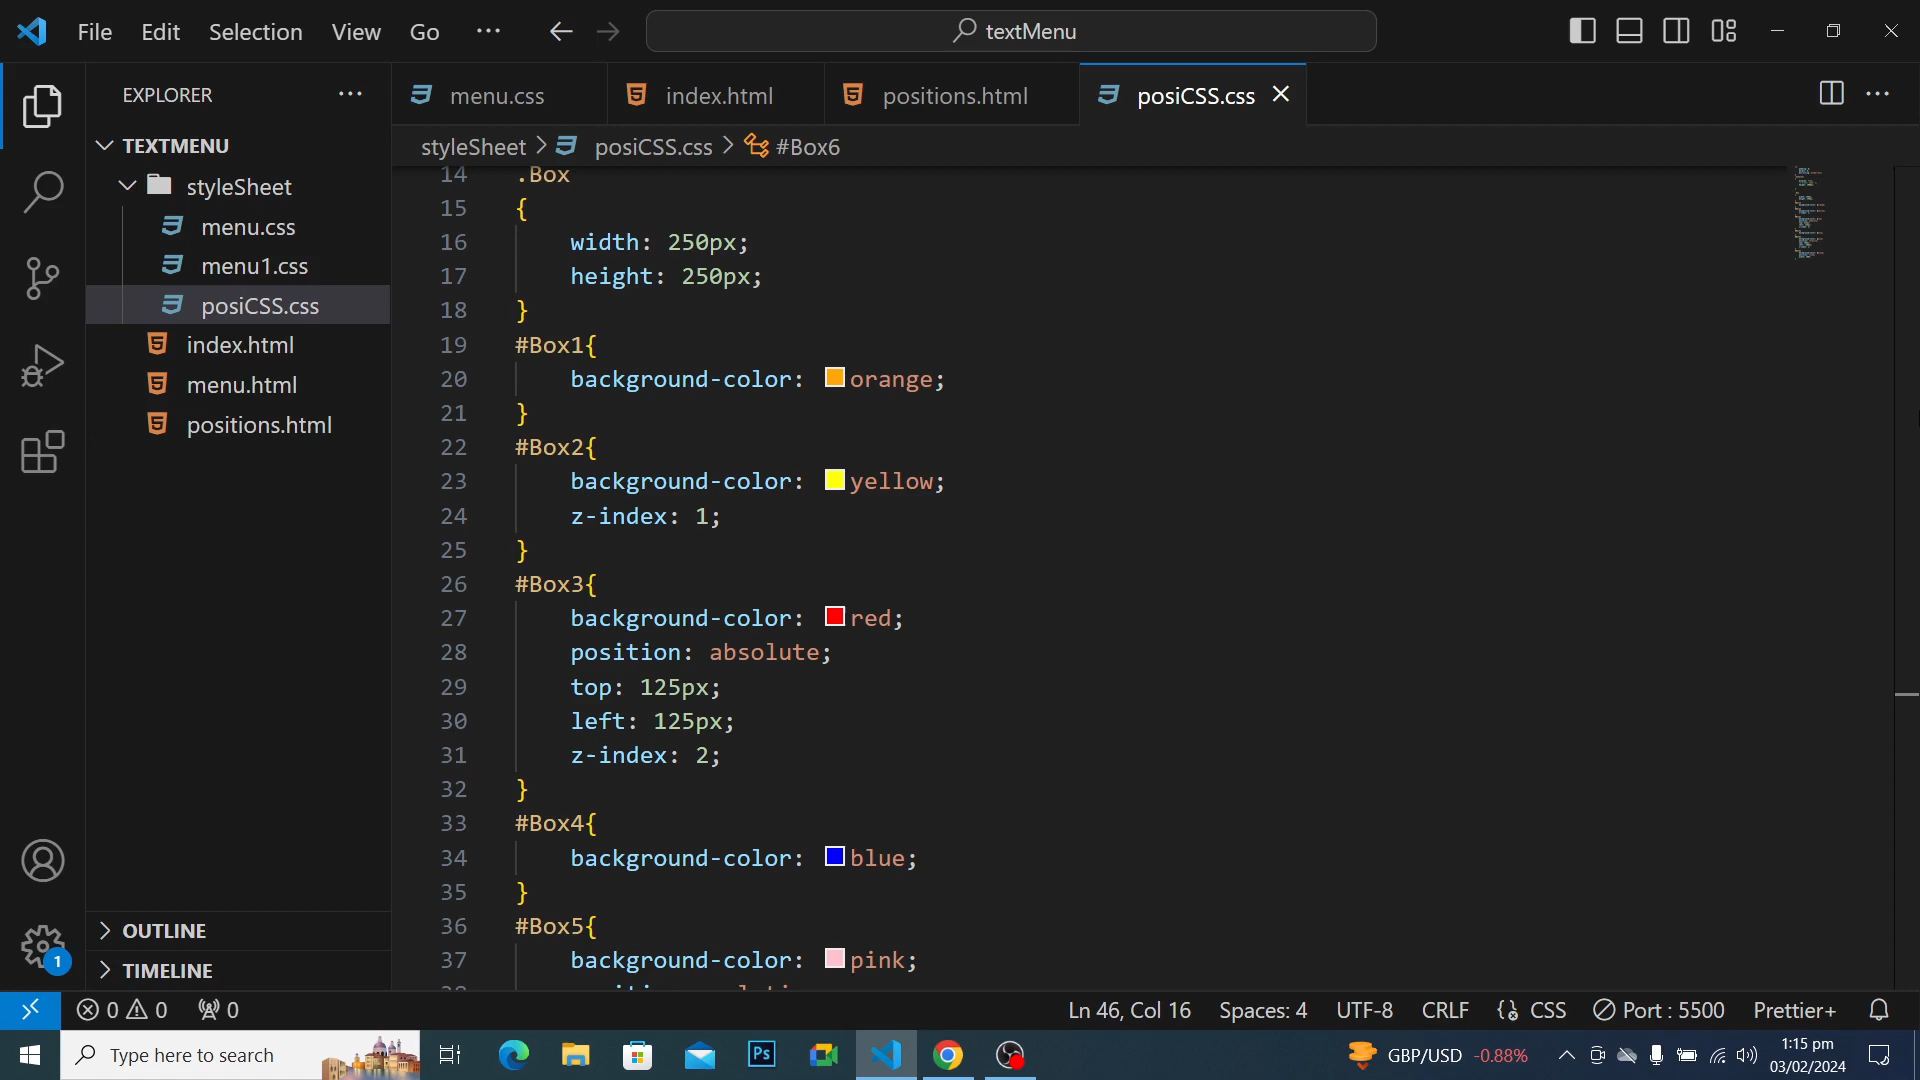 File Edit Selection View Go ··· textMenu
EXPLORER ···
menu.css index.html positions.html posiCSS.css
styleSheet > posiCSS.css > #Box6
TEXTMENU
styleSheet
menu.css
menu1.css
posiCSS.css
index.html
menu.html
positions.html
OUTLINE
TIMELINE
14 .Box
15 {
16 width: 250px;
17 height: 250px;
18 }
19 #Box1{
20 background-color: orange;
21 }
22 #Box2{
23 background-color: yellow;
24 z-index: 1;
25 }
26 #Box3{
27 background-color: red;
28 position: absolute;
29 top: 125px;
30 left: 125px;
31 z-index: 2;
32 }
33 #Box4{
34 background-color: blue;
35 }
36 #Box5{
37 background-color: pink;
1
0 0 0 Ln 46, Col 16 Spaces: 4 UTF-8 CRLF CSS Port : 5500 Prettier+
Type here to search Ps GBP/USD -0.88% 1:15 pm
03/02/2024